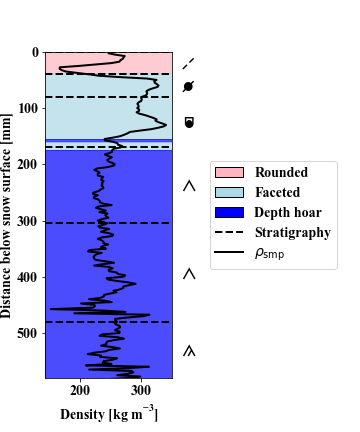 0
100
200
300
400
500
Distance below snow surface [mm]
200 300
Density [kg m⁻³]
Rounded
Faceted
Depth hoar
Stratigraphy
ρsmp